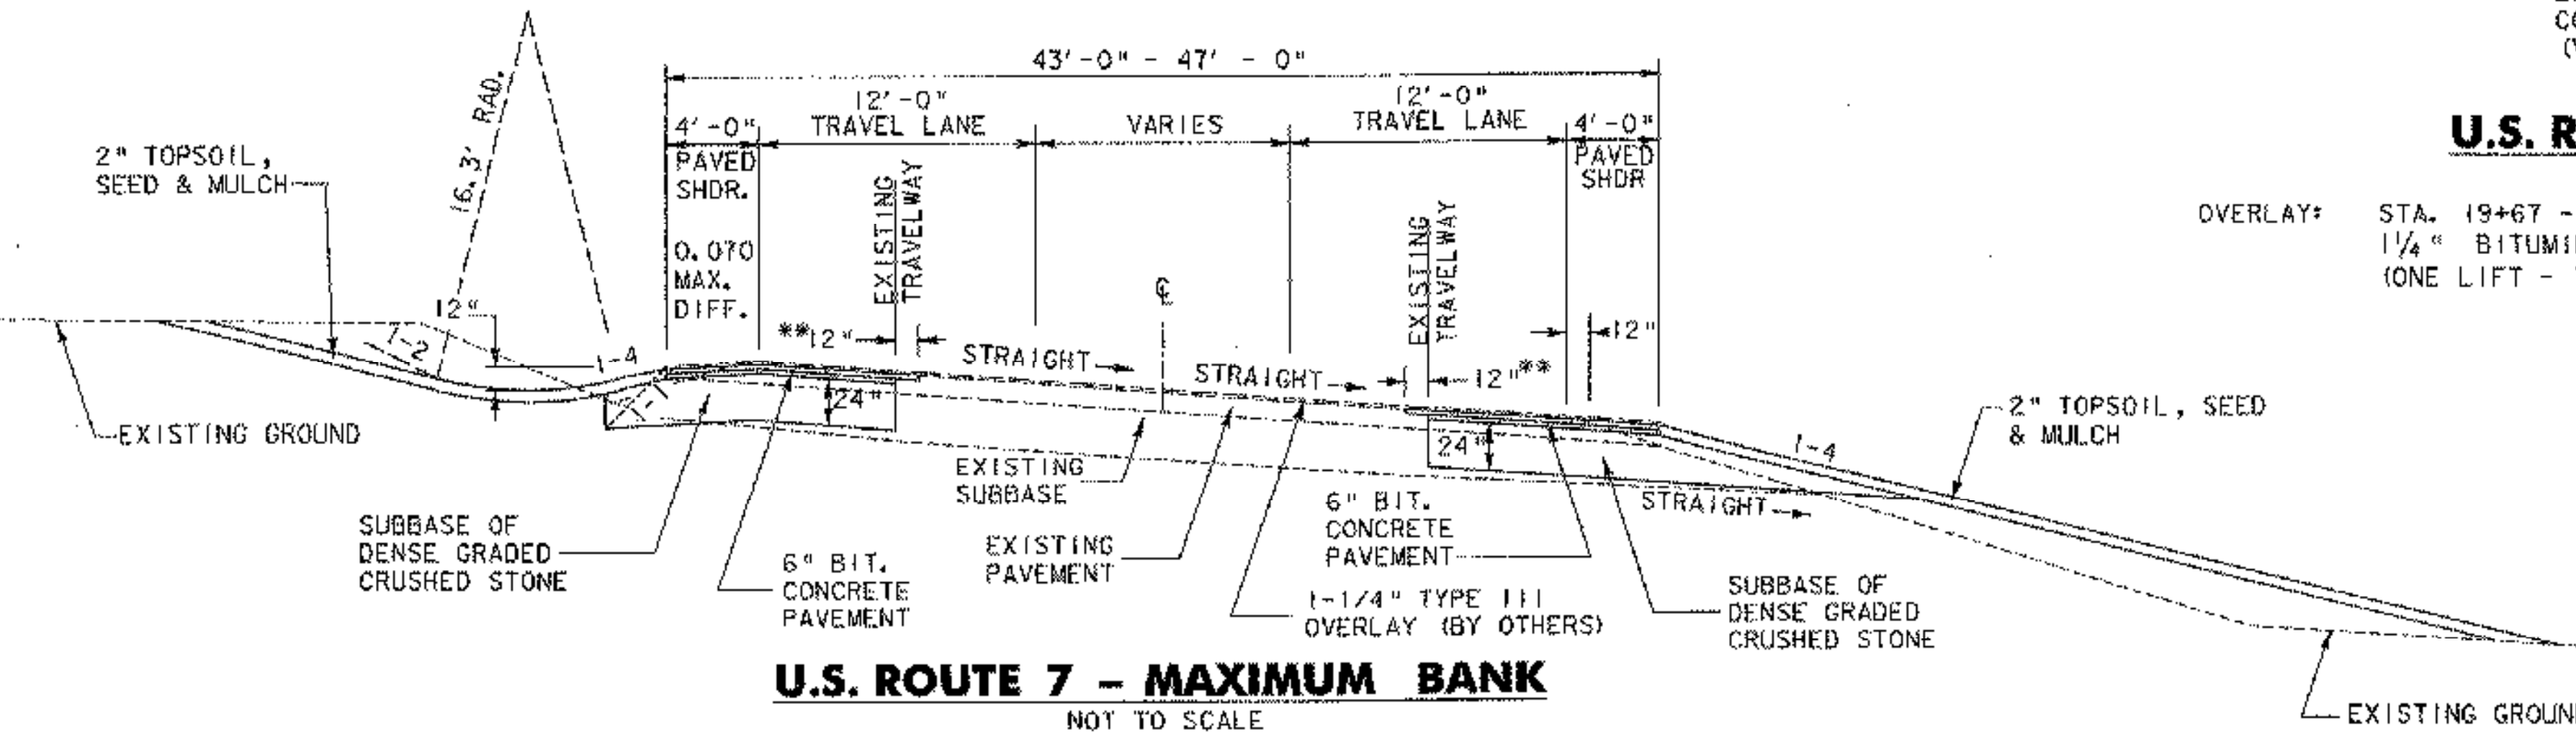 CO
(
43'-0" - 47' - 0"
16.3' RAD.
12'-0"
TRAVEL LANE
VARIES
12'-0"
TRAVEL LANE
4'-0"
PAVED
SHDR.
0.070
MAX.
DIFF.
4'-0"
PAVED
SHDR
U.S. R
2" TOPSOIL,
SEED & MULCH
EXISTING
TRAVELWAY
EXISTING
TRAVELWAY
OVERLAY: STA. 19+67 -
1 1/4" BITUMI
(ONE LIFT -
12"
1-2
1-4
**12"
STRAIGHT
℄
STRAIGHT
12"**
12"
EXISTING GROUND
1-1
24"
24"
1-4
2" TOPSOIL, SEED
& MULCH
EXISTING
SUBBASE
STRAIGHT
SUBBASE OF
DENSE GRADED
CRUSHED STONE
6" BIT.
CONCRETE
PAVEMENT
EXISTING
PAVEMENT
6" BIT.
CONCRETE
PAVEMENT
1-1/4" TYPE III
OVERLAY (BY OTHERS)
SUBBASE OF
DENSE GRADED
CRUSHED STONE
U.S. ROUTE 7 - MAXIMUM BANK
NOT TO SCALE
EXISTING GROUN